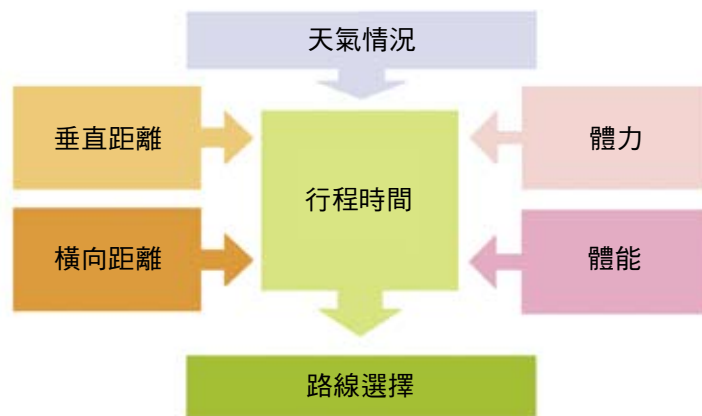 天氣情況
垂直距離
體力
行程時間
橫向距離
體能
路線選擇